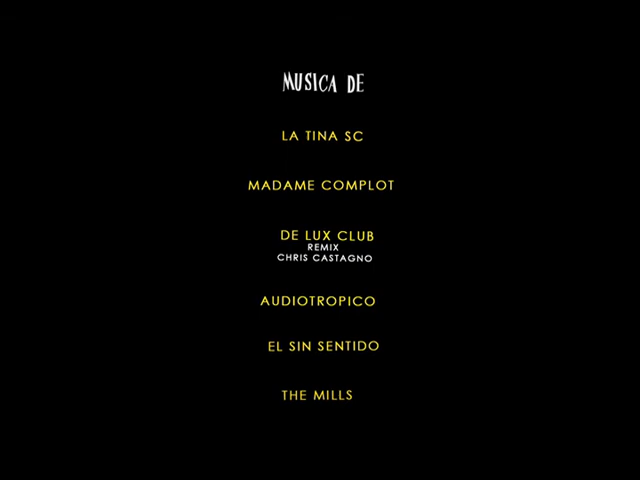 MUSICA DE
LA TINA SC
MADAME COMPLOT
DE LUX CLUB
REMIX
CHRIS CASTAGNO
AUDIOTROPICO
EL SIN SENTIDO
THE MILLS